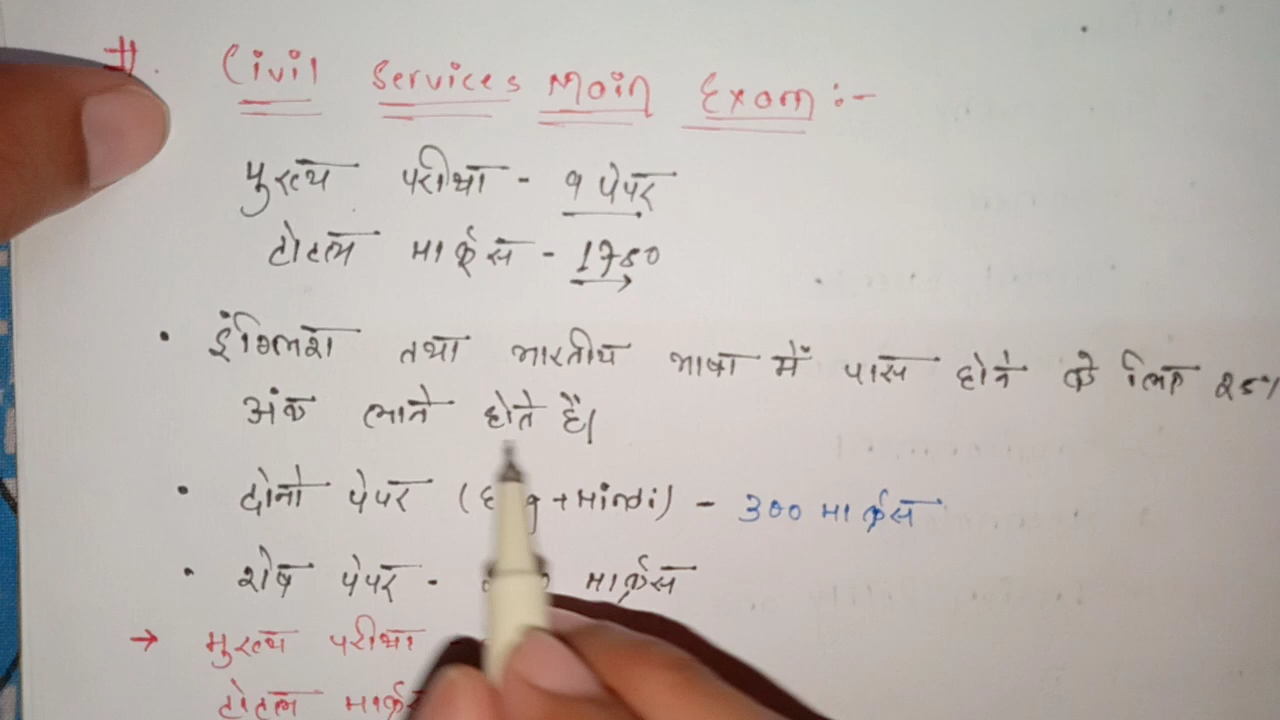 #. Civil Services Main Exam :-
मुख्य परीक्षा - 9 पेपर
टोटल मार्क्स - 1750
• इंग्लिश तथा भारतीय भाषा में पास होने के लिए 25%
अंक लाने होते हैं।
• दोनो पेपर ( + Hindi) - 300 मार्क्स
• शेष पेपर - मार्क्स
→ मुख्य परीक्षा
टोटल